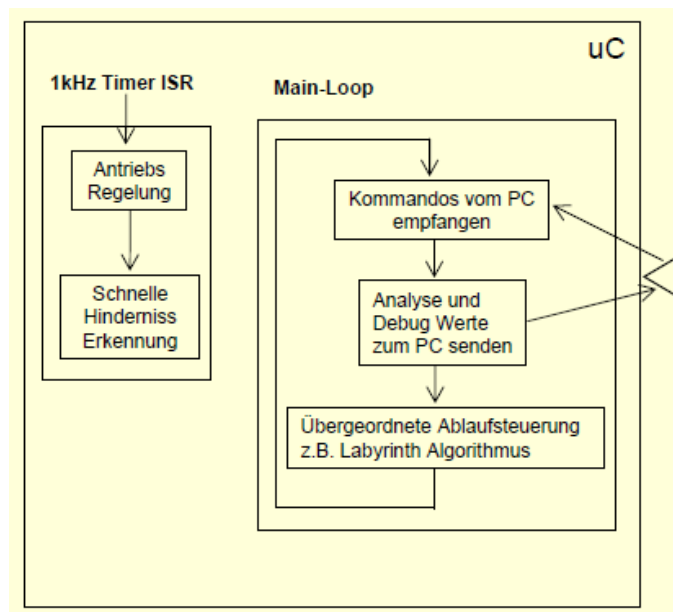 uC
1kHz Timer ISR
Antriebs
Regelung
Schnelle
Hinderniss
Erkennung
Main-Loop
Kommandos vom PC
empfangen
Analyse und
Debug Werte
zum PC senden
Übergeordnete Ablaufsteuerung
z.B. Labyrinth Algorithmus